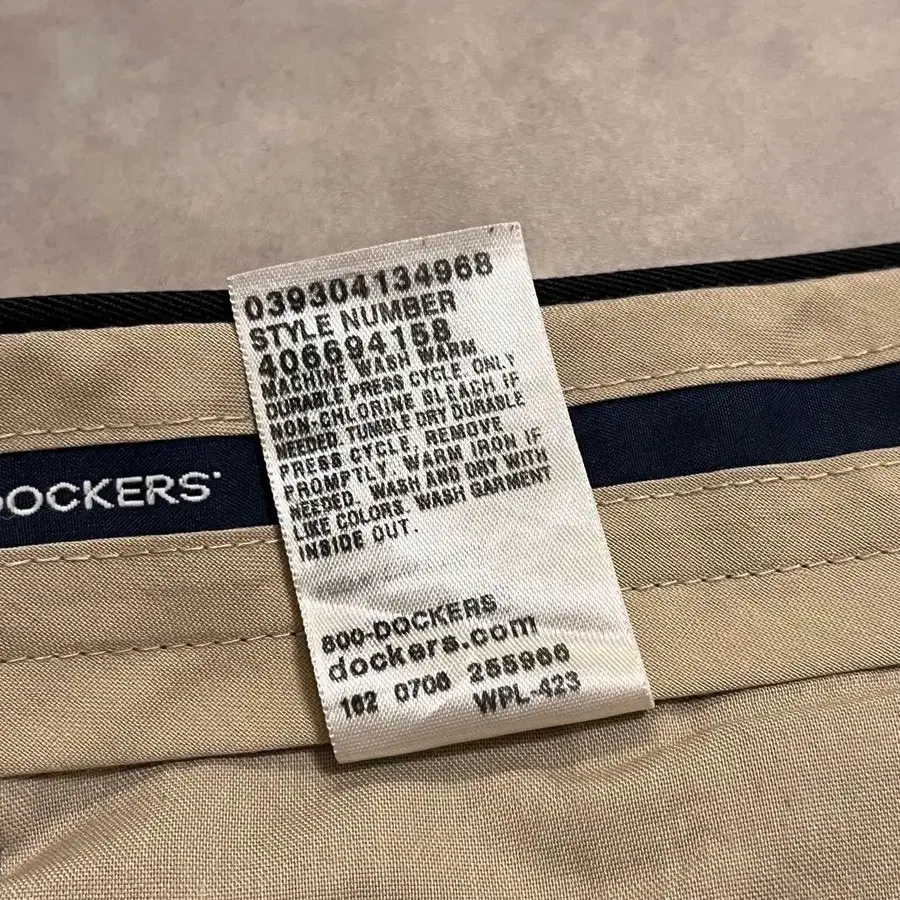 039304134968
STYLE NUMBER
406694158
MACHINE WASH WARM
DURABLE PRESS CYCLE. ONLY
NON-CHLORINE BLEACH IF
NEEDED. TUMBLE DRY DURABLE
PRESS CYCLE. REMOVE
PROMPTLY. WARM IRON IF
NEEDED. WASH AND DRY WITH
LIKE COLORS. WASH GARMENT
INSIDE OUT.
DOCKERS
800-DOCKERS
dockers.com
162 0706 255966
WPL-423